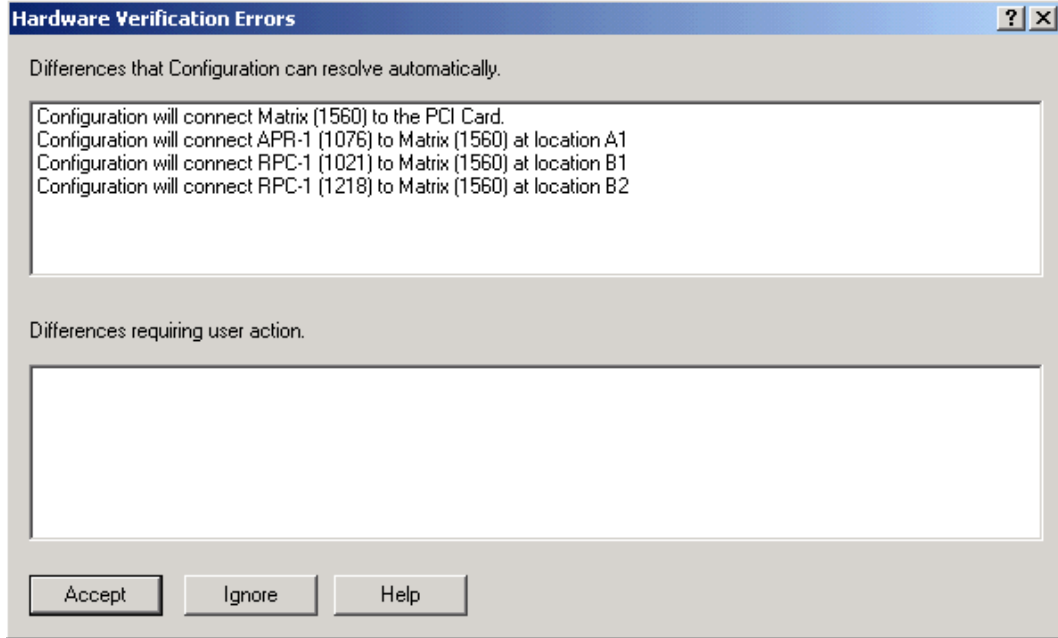 Hardware Verification Errors
Differences that Configuration can resolve automatically.
Configuration will connect Matrix (1560) to the PCI Card.
Configuration will connect APR-1 (1076) to Matrix (1560) at location A1
Configuration will connect RPC-1 (1021) to Matrix (1560) at location B1
Configuration will connect RPC-1 (1218) to Matrix (1560) at location B2
Differences requiring user action.
Accept Ignore Help